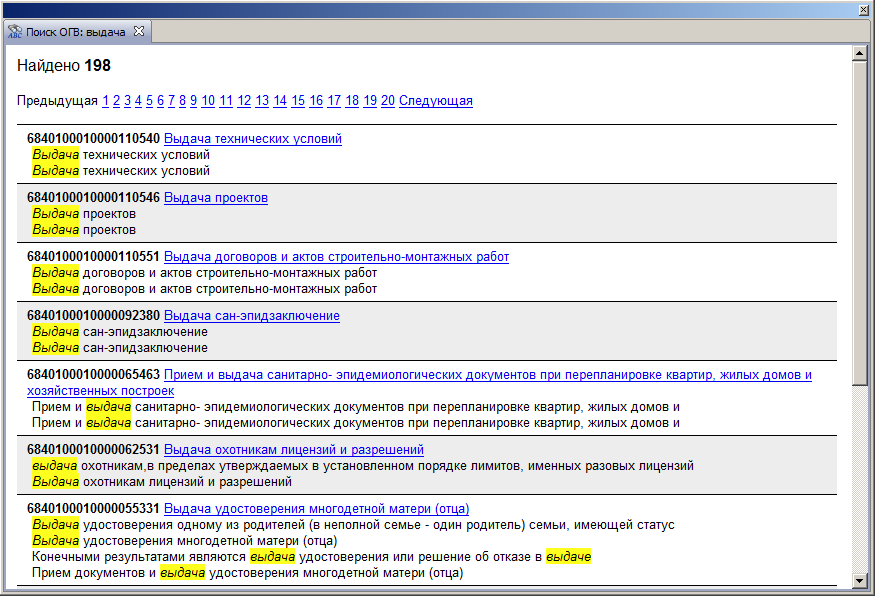 Поиск ОГВ: выдача
Найдено 198
Предыдущая 1 2 3 4 5 6 7 8 9 10 11 12 13 14 15 16 17 18 19 20 Следующая
6840100010000110540 Выдача технических условий
Выдача технических условий
Выдача технических условий
6840100010000110546 Выдача проектов
Выдача проектов
Выдача проектов
6840100010000110551 Выдача договоров и актов строительно-монтажных работ
Выдача договоров и актов строительно-монтажных работ
Выдача договоров и актов строительно-монтажных работ
6840100010000092380 Выдача сан-эпидзаключение
Выдача сан-эпидзаключение
Выдача сан-эпидзаключение
6840100010000065463 Прием и выдача санитарно- эпидемиологических документов при перепланировке квартир, жилых домов и
хозяйственных построек
Прием и выдача санитарно- эпидемиологических документов при перепланировке квартир, жилых домов и
Прием и выдача санитарно- эпидемиологических документов при перепланировке квартир, жилых домов и
6840100010000062531 Выдача охотникам лицензий и разрешений
выдача охотникам,в пределах утверждаемых в установленном порядке лимитов, именных разовых лицензий
Выдача охотникам лицензий и разрешений
6840100010000055331 Выдача удостоверения многодетной матери (отца)
Выдача удостоверения одному из родителей (в неполной семье - один родитель) семьи, имеющей статус
Выдача удостоверения многодетной матери (отца)
Конечными результатами являются выдача удостоверения или решение об отказе в выдаче
Прием документов и выдача удостоверения многодетной матери (отца)